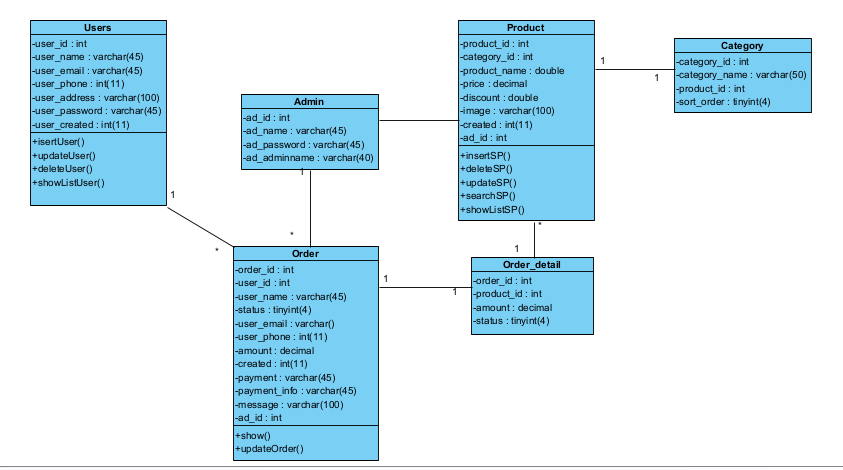 Users
-user_id : int
-user_name : varchar(45)
-user_email : varchar(45)
-user_phone : int(11)
-user_address : varchar(100)
-user_password : varchar(45)
-user_created : int(11)
+isertUser()
+updateUser()
+deleteUser()
+showListUser()
Admin
-ad_id : int
-ad_name : varchar(45)
-ad_password : varchar(45)
-ad_adminname : varchar(40)
Product
-product_id : int
-category_id : int
-product_name : double
-price : decimal
-discount : double
-image : varchar(100)
-created : int(11)
-ad_id : int
+insertSP()
+deleteSP()
+updateSP()
+searchSP()
+showListSP()
Category
-category_id : int
-category_name : varchar(50)
-product_id : int
-sort_order : tinyint(4)
1
1
1
*
1
*
*
1
Order
-order_id : int
-user_id : int
-user_name : varchar(45)
-status : tinyint(4)
-user_email : varchar()
-user_phone : int(11)
-amount : decimal
-created : int(11)
-payment : varchar(45)
-payment_info : varchar(45)
-message : varchar(100)
-ad_id : int
+show()
+updateOrder()
1
1
Order_detail
-order_id : int
-product_id : int
-amount : decimal
-status : tinyint(4)